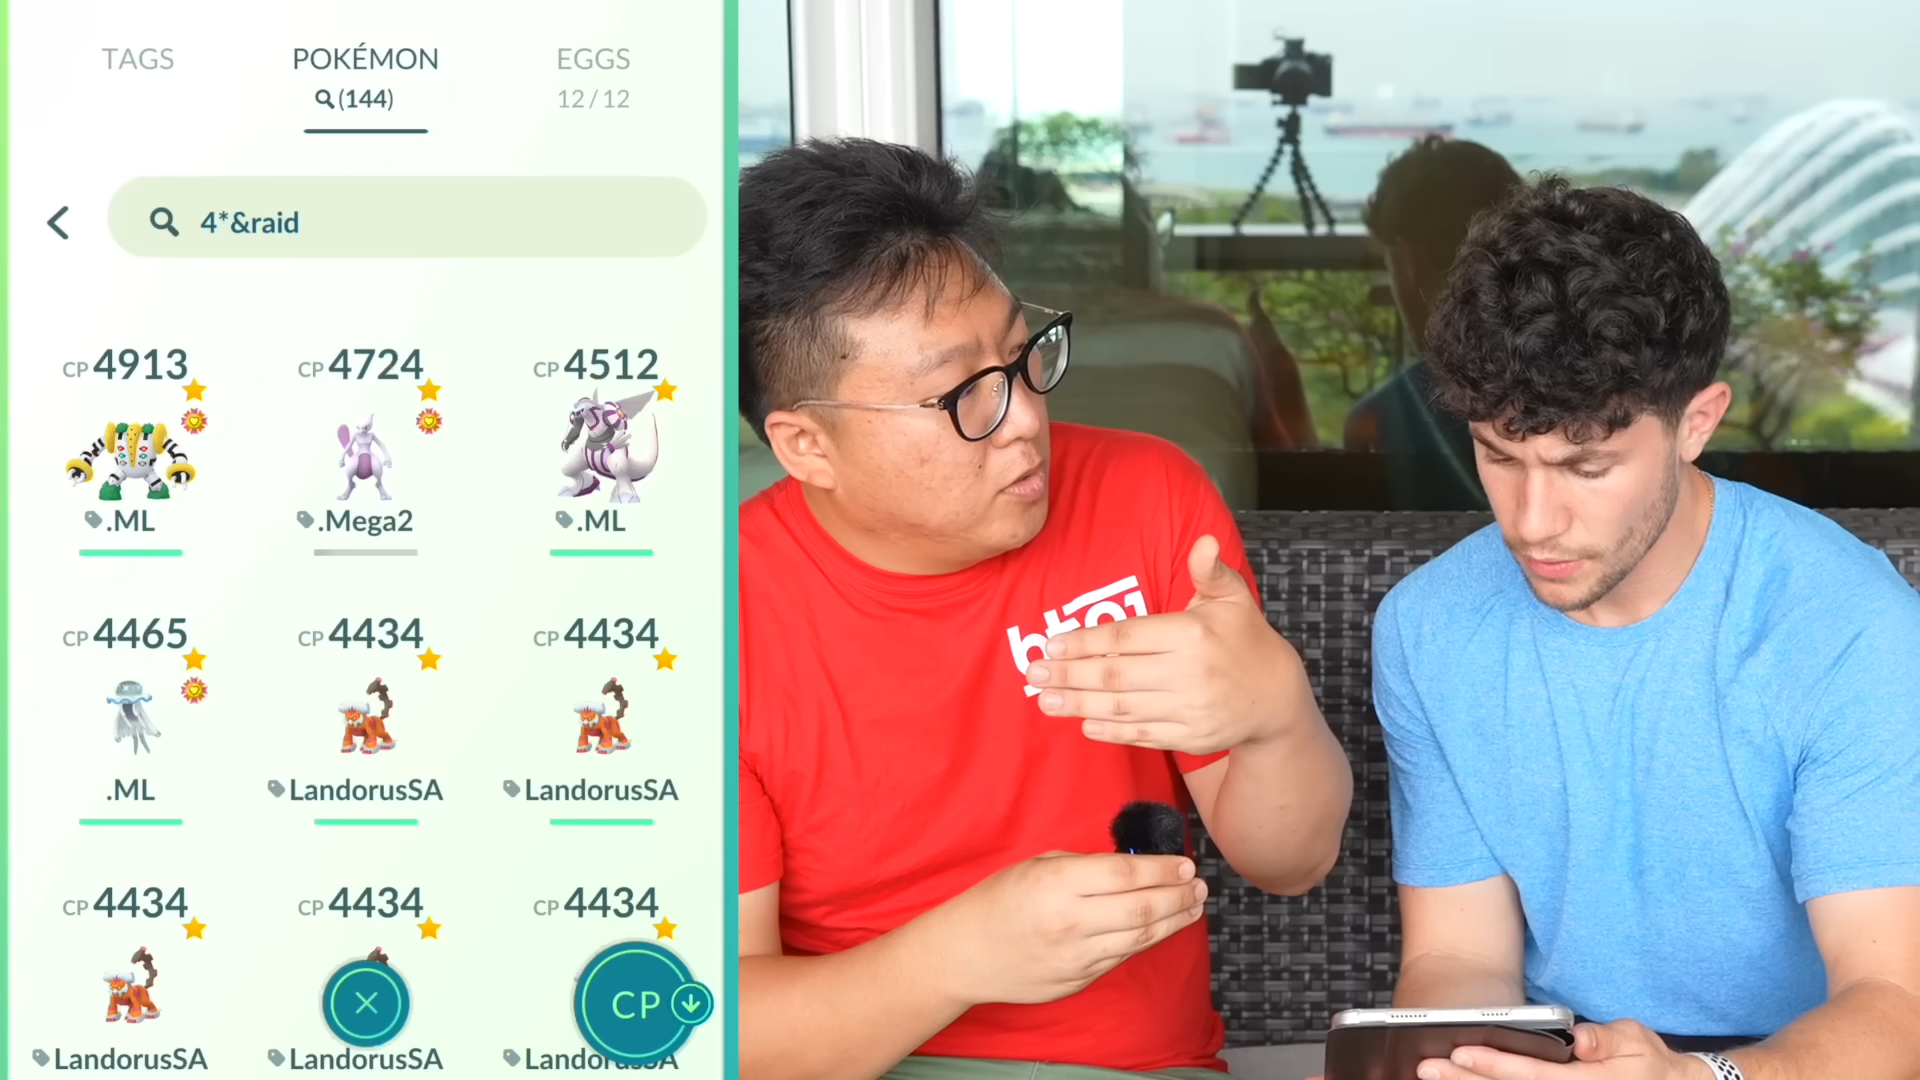 TAGS
POKÉMON
EGGS
(144)
12 / 12
4*&raid
CP 4913
CP 4724
CP 4512
.ML
.Mega2
.ML
CP 4465
CP 4434
CP 4434
.ML
LandorusSA
LandorusSA
CP 4434
CP 4434
CP 4434
CP
LandorusSA
LandorusSA
LandorusSA